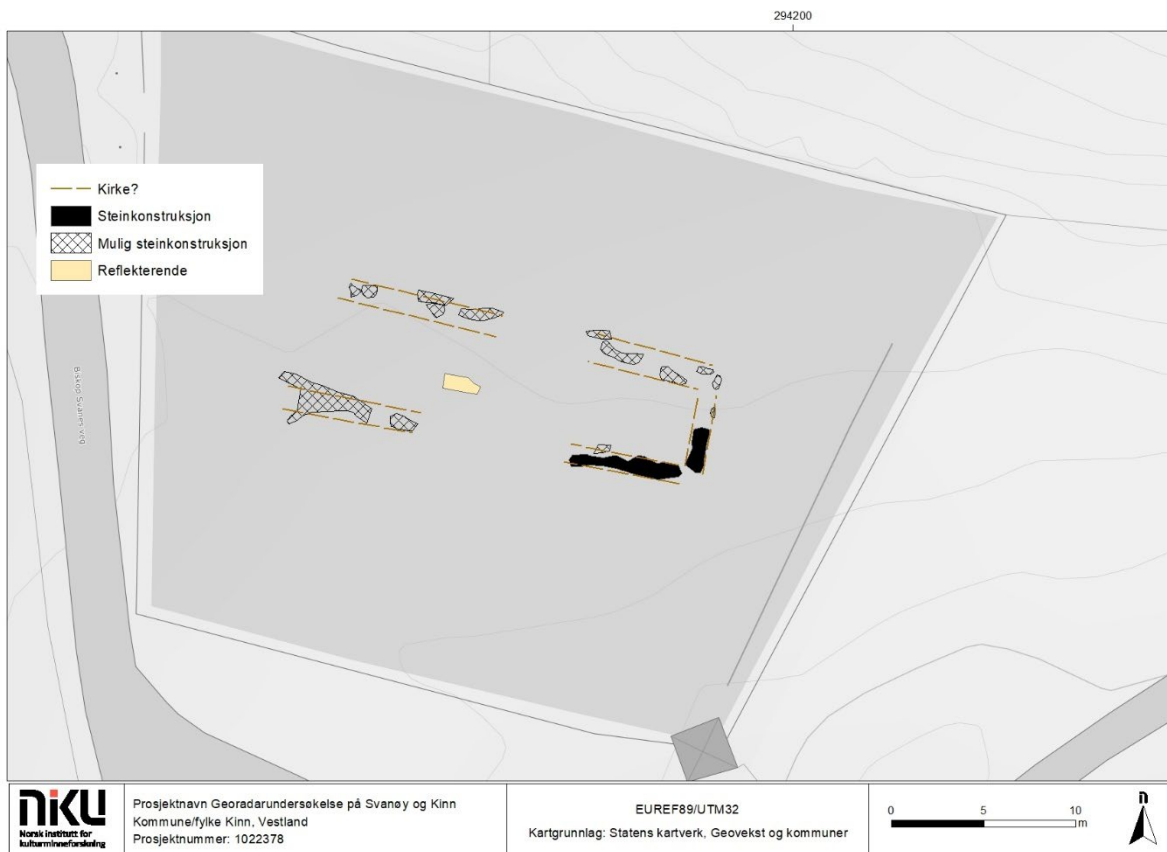 294200
Kirke?
Steinkonstruksjon
Mulig steinkonstruksjon
Reflekterende
Biskop Svanes veg
NIKU
Norsk institutt for
kulturminneforskning
Prosjektnavn Georadarundersøkelse på Svanøy og Kinn
Kommune/fylke Kinn, Vestland
Prosjektnummer: 1022378
EUREF89/UTM32
Kartgrunnlag: Statens kartverk, Geovekst og kommuner
0 5 10
m
n